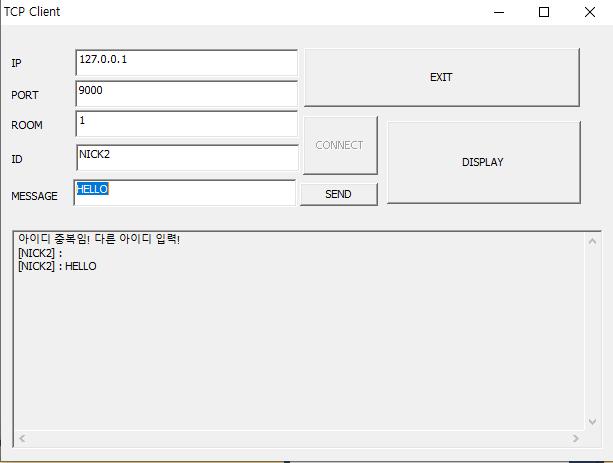 TCP Client
IP
127.0.0.1
EXIT
PORT
9000
ROOM
1
CONNECT
DISPLAY
ID
NICK2
MESSAGE
HELLO
SEND
아이디 중복임! 다른 아이디 입력!
[NICK2] :
[NICK2] : HELLO